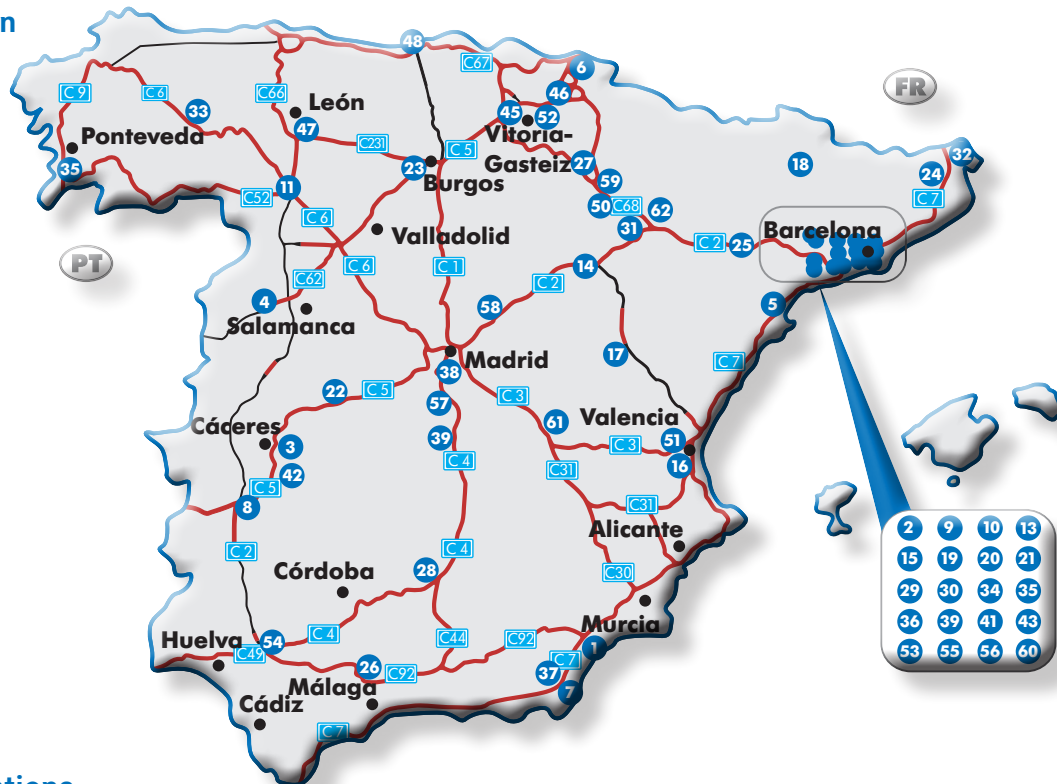 n
48
C67
6
FR
C 9
C 6
C66
46
33
León
45
52
47
Vitoria-
Ponteveda
C231
C 5
Gasteiz
27
18
32
35
23
Burgos
24
59
11
C52
50
C68
62
C 7
C 6
31
Barcelona
Valladolid
C 2
25
PT
C 6
C 1
14
C62
C 2
4
58
5
Salamanca
17
Madrid
C 7
38
22
C 5
57
C 3
Cáceres
61
Valencia
39
3
C 3
51
C 4
16
42
C31
C 5
8
C31
2 9 10 13
Alicante
C 2
C 4
15 19 20 21
Córdoba
28
C30
29 30 34 35
Murcia
36 39 41 43
Huelva
54
C 4
C44
C92
1
C49
26
C92
C 7
53 55 56 60
37
Málaga
7
Cádiz
C 7